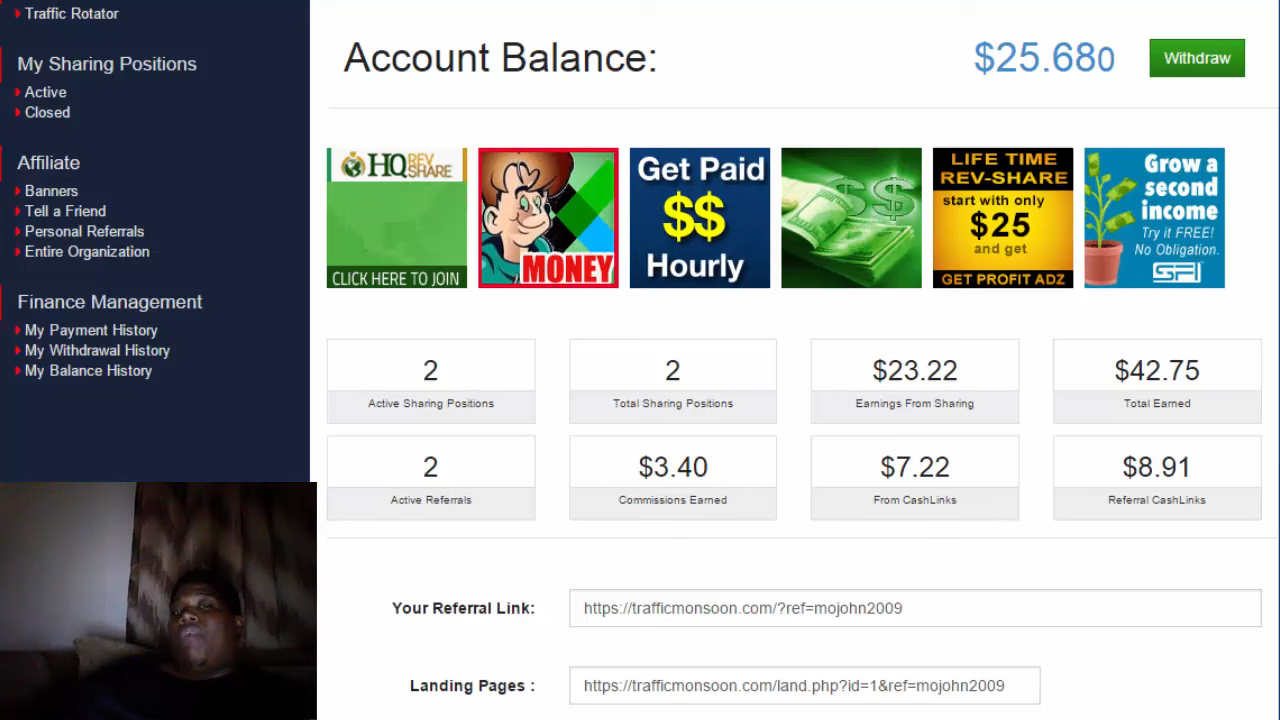 Traffic Rotator
My Sharing Positions
Active
Closed
Affiliate
Banners
Tell a Friend
Personal Referrals
Entire Organization
Finance Management
My Payment History
My Withdrawal History
My Balance History
Account Balance:
$25.680
Withdraw
HQ REV SHARE
CLICK HERE TO JOIN
MONEY
Get Paid
$$
Hourly
$$
LIFE TIME
REV-SHARE
start with only
$25
and get
GET PROFIT ADZ
Grow a
second
income
Try it FREE!
No Obligation.
SFI
2
Active Sharing Positions
2
Total Sharing Positions
$23.22
Earnings From Sharing
$42.75
Total Earned
2
Active Referrals
$3.40
Commissions Earned
$7.22
From CashLinks
$8.91
Referral CashLinks
Your Referral Link:
https://trafficmonsoon.com/?ref=mojohn2009
Landing Pages :
https://trafficmonsoon.com/land.php?id=1&ref=mojohn2009